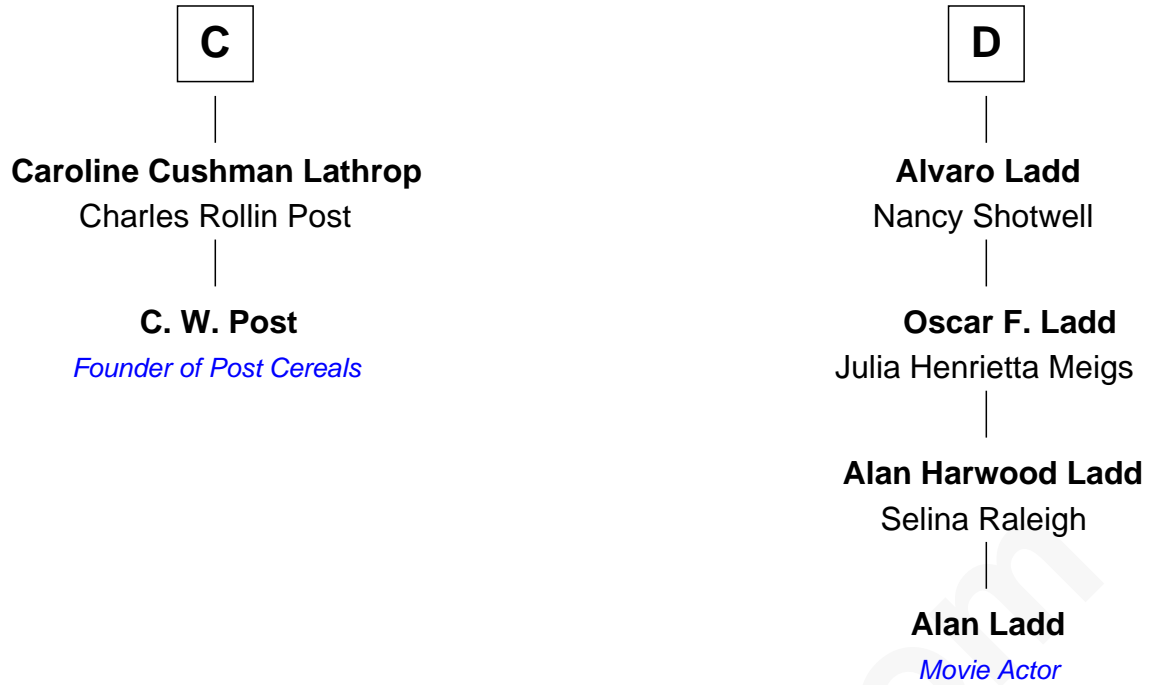 C
Caroline Cushman Lathrop
Charles Rollin Post
C. W. Post
Founder of Post Cereals
D
Alvaro Ladd
Nancy Shotwell
Oscar F. Ladd
Julia Henrietta Meigs
Alan Harwood Ladd
Selina Raleigh
Alan Ladd
Movie Actor